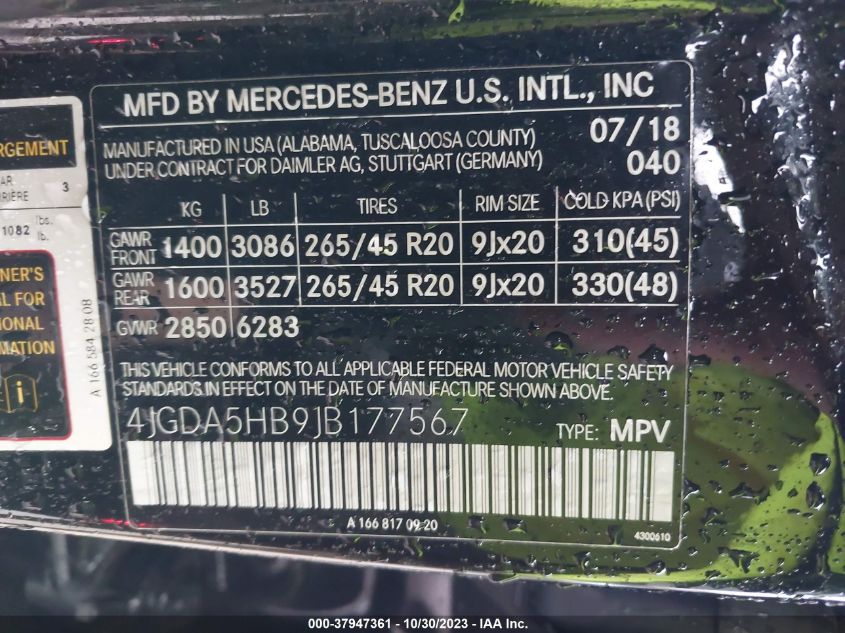 MFD BY MERCEDES-BENZ U.S. INTL., INC
MANUFACTURED IN USA (ALABAMA, TUSCALOOSA COUNTY) 07/18
UNDER CONTRACT FOR DAIMLER AG, STUTTGART (GERMANY) 040
KG LB TIRES RIM SIZE COLD KPA (PSI)
GAWR FRONT 1400 3086 265/45 R20 9Jx20 310(45)
GAWR REAR 1600 3527 265/45 R20 9Jx20 330(48)
GVWR 2850 6283
THIS VEHICLE CONFORMS TO ALL APPLICABLE FEDERAL MOTOR VEHICLE SAFETY
STANDARDS IN EFFECT ON THE DATE OF MANUFACTURE SHOWN ABOVE.
4JGDA5HB9JB177567 TYPE: MPV
A 166 817 09 20
4300610
RGEMENT
AR 3
RIÈRE
1082 lbs.
lb.
NER'S
L FOR
IONAL
RMATION
i
A 166 584 28 08
000-37947361 - 10/30/2023 - IAA Inc.